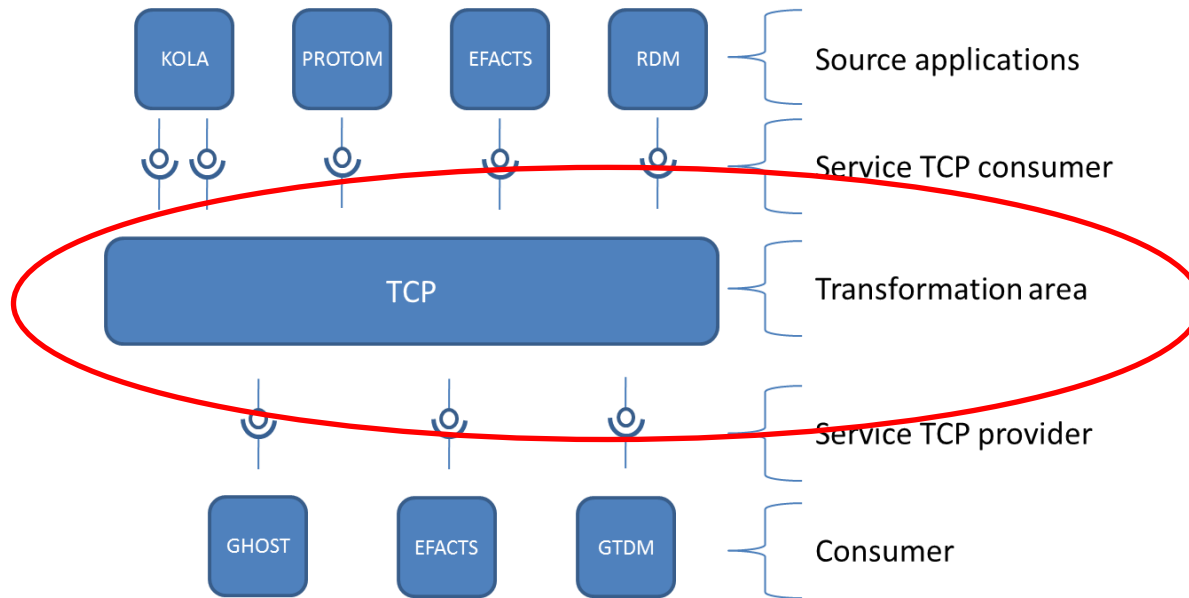 KOLA PROTOM EFACTS RDM Source applications
Service TCP consumer
TCP Transformation area
Service TCP provider
GHOST EFACTS GTDM Consumer